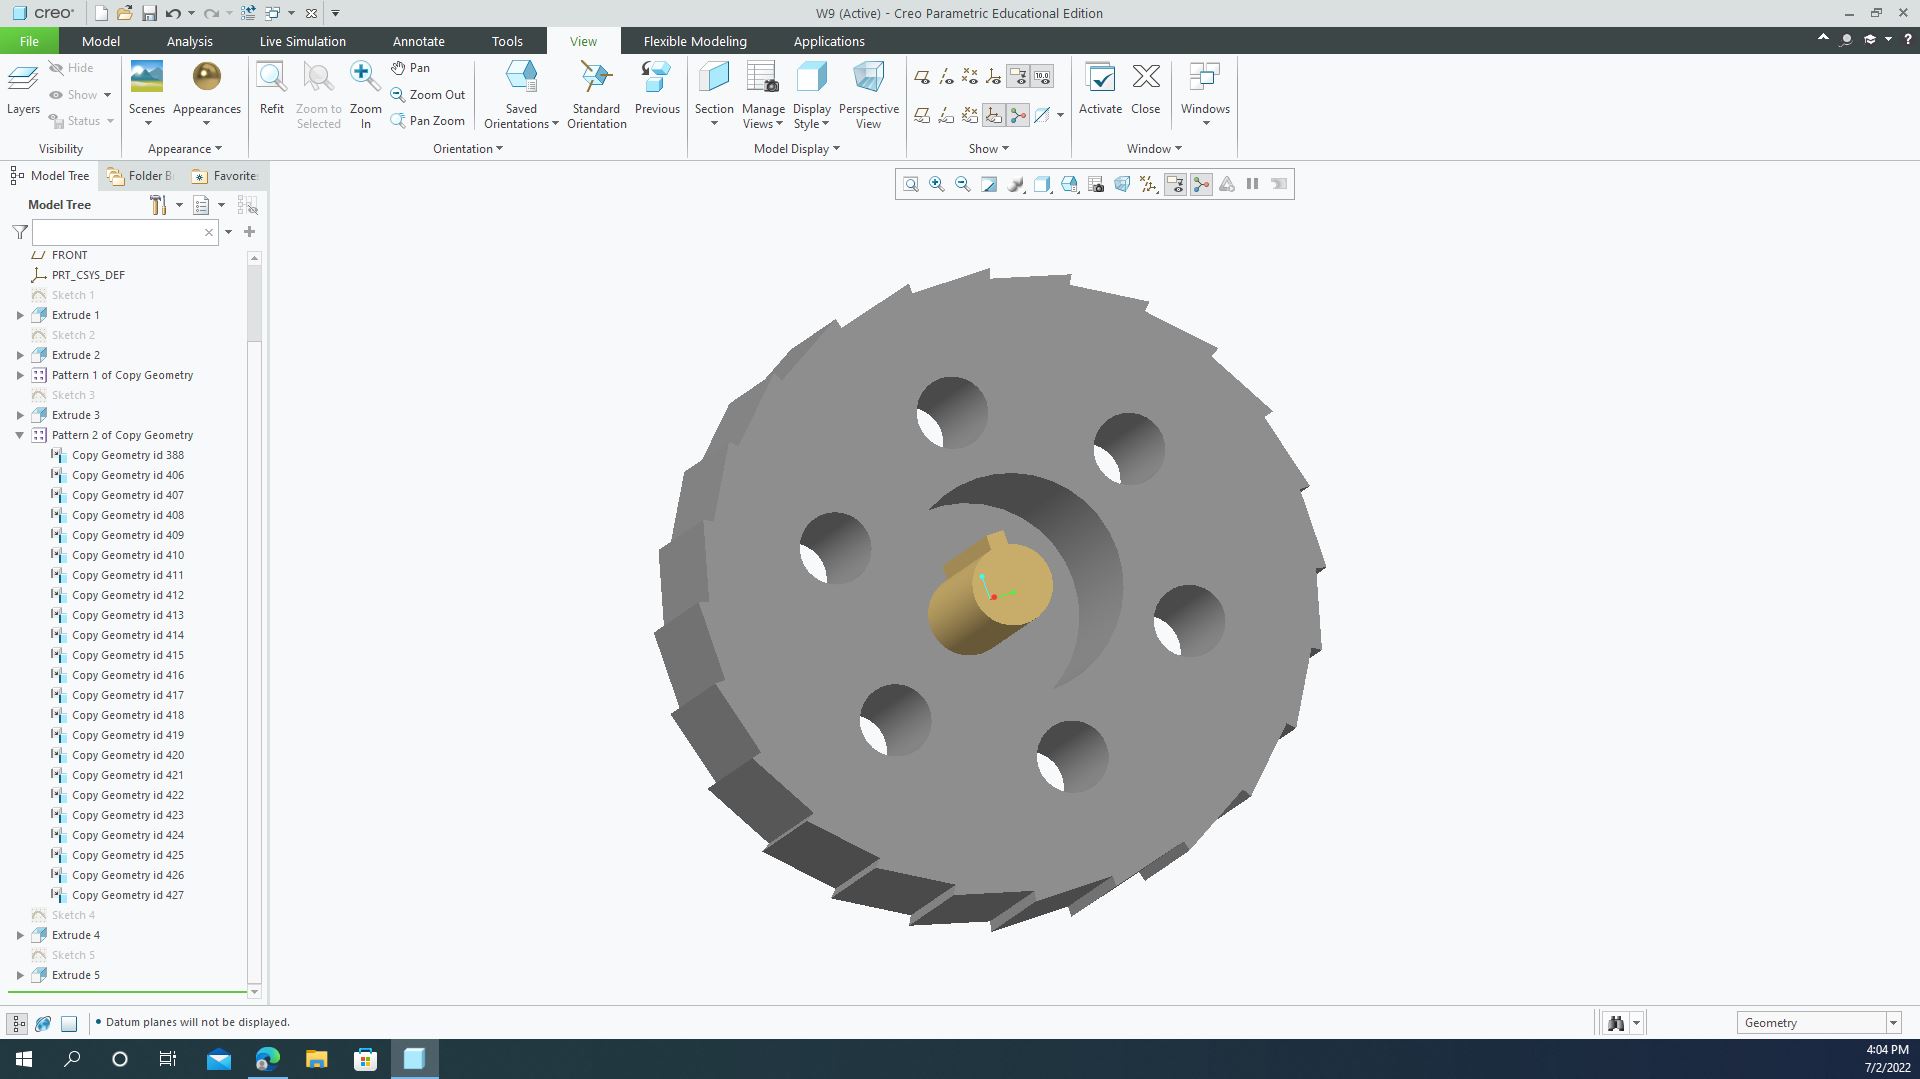 creo
W9 (Active) - Creo Parametric Educational Edition
File Model Analysis Live Simulation Annotate Tools View Flexible Modeling Applications
Layers
Hide
Show
Status
Visibility
Scenes
Appearances
Appearance
Refit
Zoom to Selected
Zoom In
Pan
Zoom Out
Pan Zoom
Saved Orientations
Standard Orientation
Previous
Orientation
Section
Manage Views
Display Style
Perspective View
Model Display
10.0
Show
Activate
Close
Windows
Window
Model Tree Folder B Favorite
Model Tree
FRONT
PRT_CSYS_DEF
Sketch 1
Extrude 1
Sketch 2
Extrude 2
Pattern 1 of Copy Geometry
Sketch 3
Extrude 3
Pattern 2 of Copy Geometry
Copy Geometry id 388
Copy Geometry id 406
Copy Geometry id 407
Copy Geometry id 408
Copy Geometry id 409
Copy Geometry id 410
Copy Geometry id 411
Copy Geometry id 412
Copy Geometry id 413
Copy Geometry id 414
Copy Geometry id 415
Copy Geometry id 416
Copy Geometry id 417
Copy Geometry id 418
Copy Geometry id 419
Copy Geometry id 420
Copy Geometry id 421
Copy Geometry id 422
Copy Geometry id 423
Copy Geometry id 424
Copy Geometry id 425
Copy Geometry id 426
Copy Geometry id 427
Sketch 4
Extrude 4
Sketch 5
Extrude 5
• Datum planes will not be displayed.
Geometry
4:04 PM
7/2/2022